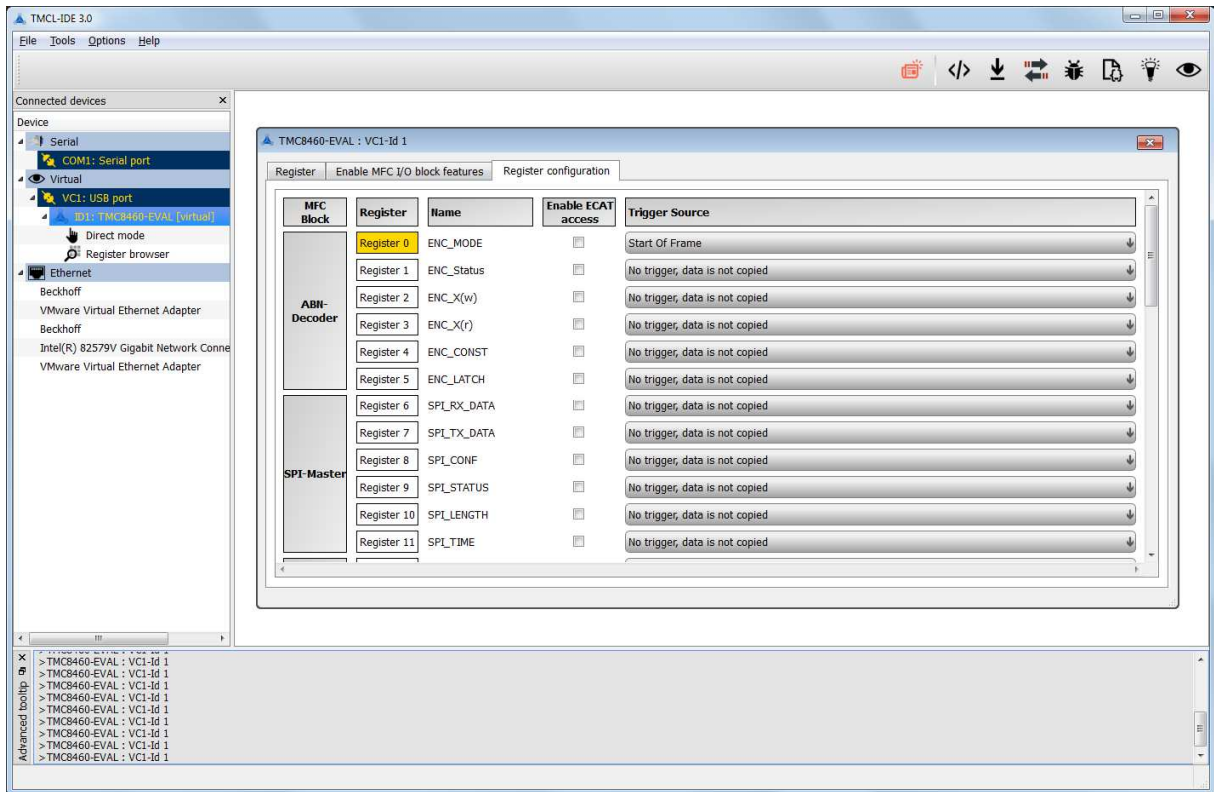 TMCL-IDE 3.0
File Tools Options Help
Connected devices
Device
Serial
COM1: Serial port
Virtual
VC1: USB port
ID1: TMC8460-EVAL [virtual]
Direct mode
Register browser
Ethernet
Beckhoff
VMware Virtual Ethernet Adapter
Beckhoff
Intel(R) 82579V Gigabit Network Conne
VMware Virtual Ethernet Adapter
TMC8460-EVAL : VC1-Id 1
Register Enable MFC I/O block features Register configuration
MFC Block Register Name Enable ECAT access Trigger Source
ABN-Decoder
Register 0 ENC_MODE Start Of Frame
Register 1 ENC_Status No trigger, data is not copied
Register 2 ENC_X(w) No trigger, data is not copied
Register 3 ENC_X(r) No trigger, data is not copied
Register 4 ENC_CONST No trigger, data is not copied
Register 5 ENC_LATCH No trigger, data is not copied
SPI-Master
Register 6 SPI_RX_DATA No trigger, data is not copied
Register 7 SPI_TX_DATA No trigger, data is not copied
Register 8 SPI_CONF No trigger, data is not copied
Register 9 SPI_STATUS No trigger, data is not copied
Register 10 SPI_LENGTH No trigger, data is not copied
Register 11 SPI_TIME No trigger, data is not copied
Advanced tooltip
>TMC8460-EVAL : VC1-Id 1
>TMC8460-EVAL : VC1-Id 1
>TMC8460-EVAL : VC1-Id 1
>TMC8460-EVAL : VC1-Id 1
>TMC8460-EVAL : VC1-Id 1
>TMC8460-EVAL : VC1-Id 1
>TMC8460-EVAL : VC1-Id 1
>TMC8460-EVAL : VC1-Id 1
>TMC8460-EVAL : VC1-Id 1